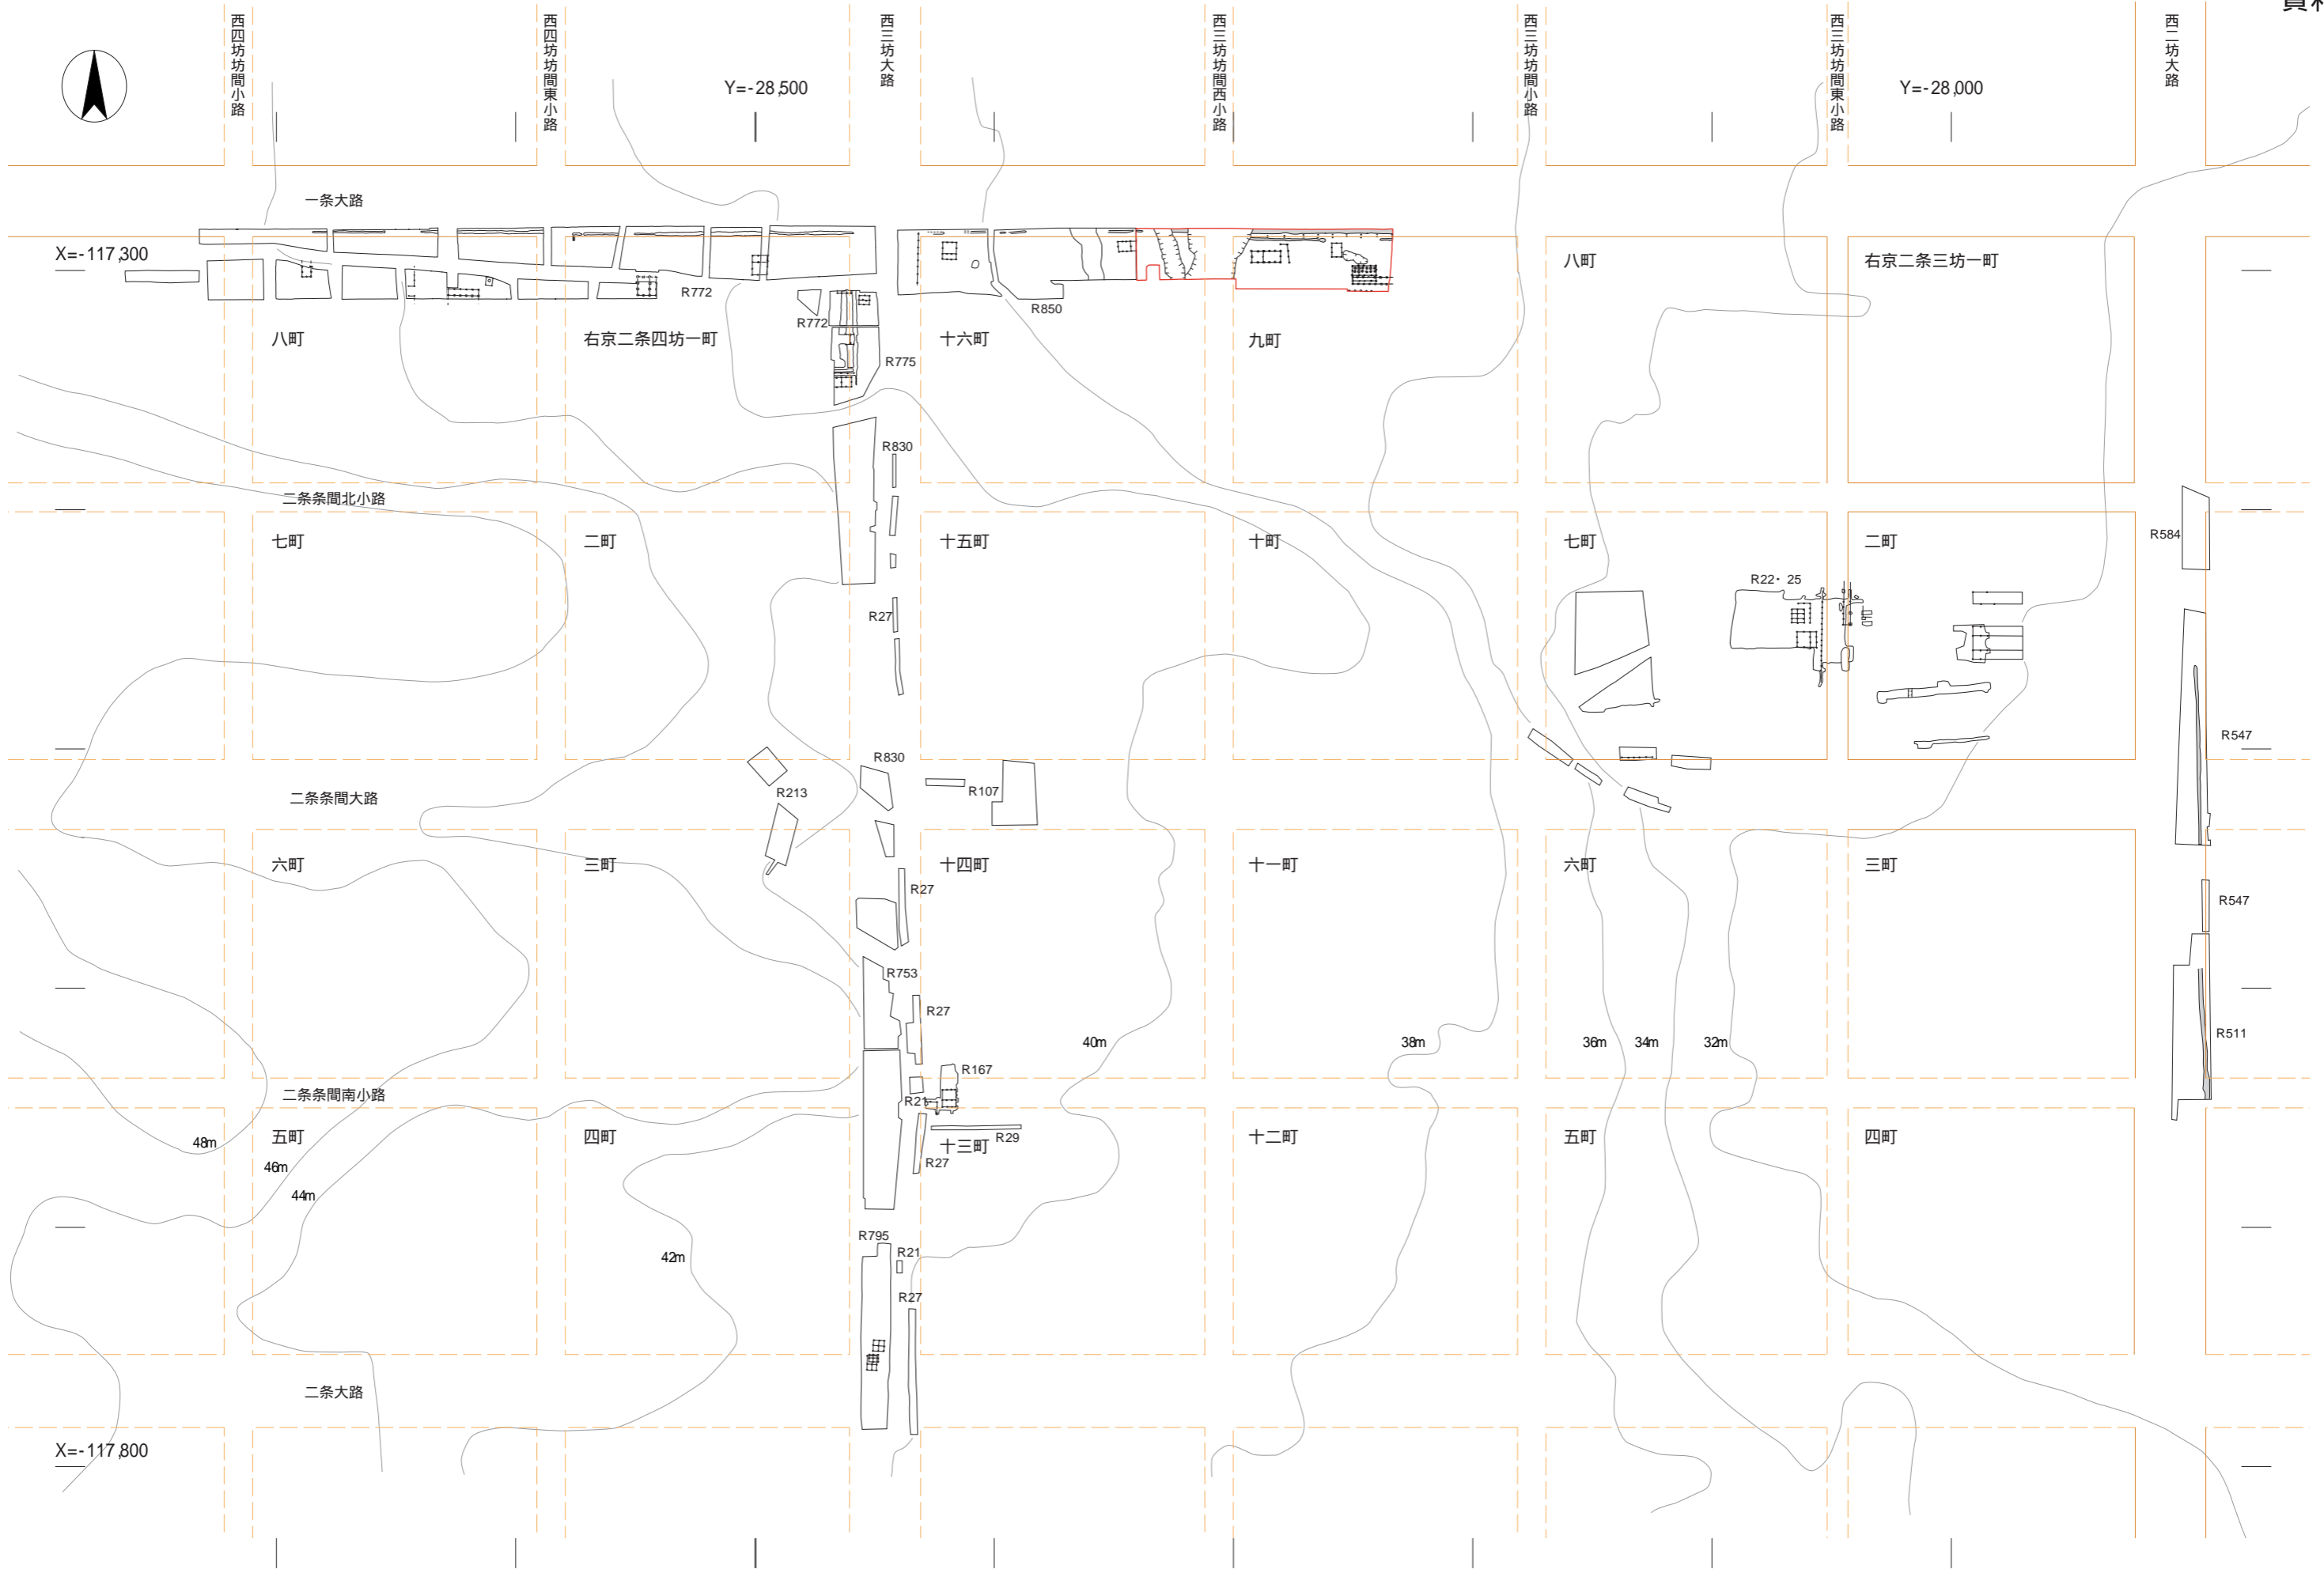 西四坊坊間小路
西四坊坊間東小路
西三坊大路
西三坊坊間西小路
西三坊坊間小路
西三坊坊間東小路
西二坊大路
Y=-28,500
Y=-28,000
一条大路
X=-117,300
R772
R772
R850
R775
八町
右京二条四坊一町
十六町
九町
八町
右京二条三坊一町
R830
二条条間北小路
七町
二町
十五町
十町
七町
二町
R584
R22・25
R27
R547
R830
R213
R107
二条条間大路
六町
三町
十四町
十一町
六町
三町
R27
R547
R753
R27
R511
40m
38m
36m
34m
32m
R167
二条条間南小路
R21
48m
五町
四町
十三町
R29
十二町
五町
四町
R27
46m
44m
42m
R795
R21
R27
二条大路
X=-117,800